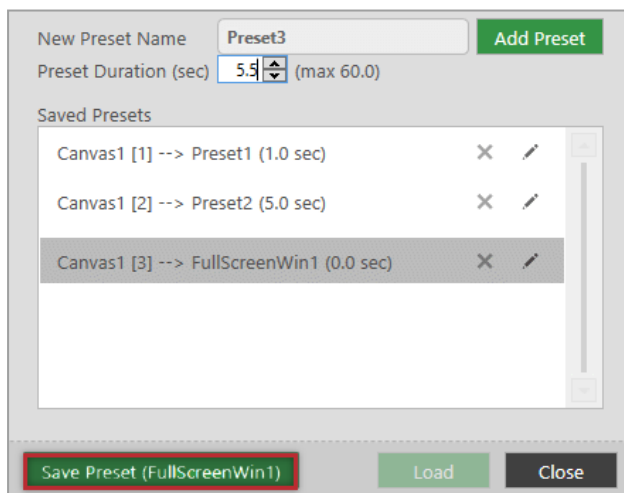 New Preset Name Preset3 Add Preset
Preset Duration (sec) 5.5 (max 60.0)
Saved Presets
Canvas1 [1] --> Preset1 (1.0 sec)
Canvas1 [2] --> Preset2 (5.0 sec)
Canvas1 [3] --> FullScreenWin1 (0.0 sec)
Save Preset (FullScreenWin1) Load Close